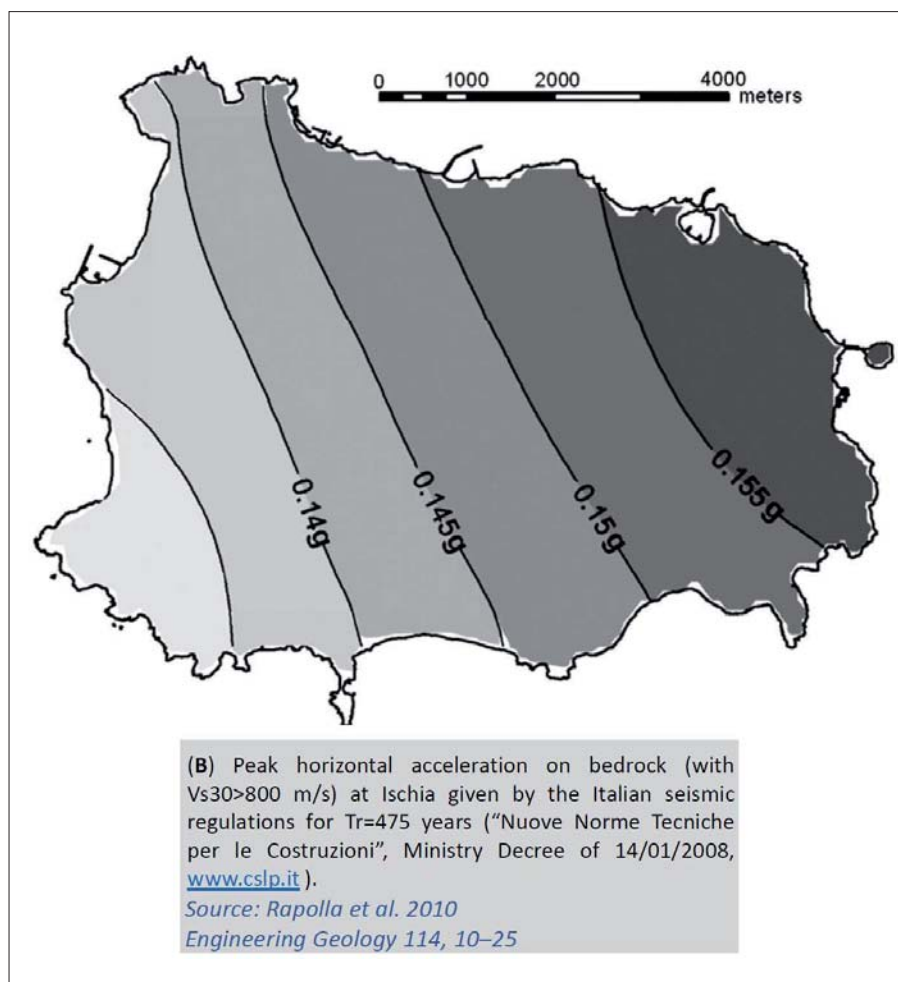 0 1000 2000 4000
meters
0.14g
0.145g
0.15g
0.155g
(B) Peak horizontal acceleration on bedrock (with
Vs30>800 m/s) at Ischia given by the Italian seismic
regulations for Tr=475 years (“Nuove Norme Tecniche
per le Costruzioni”, Ministry Decree of 14/01/2008,
www.cslp.it ).
Source: Rapolla et al. 2010
Engineering Geology 114, 10–25